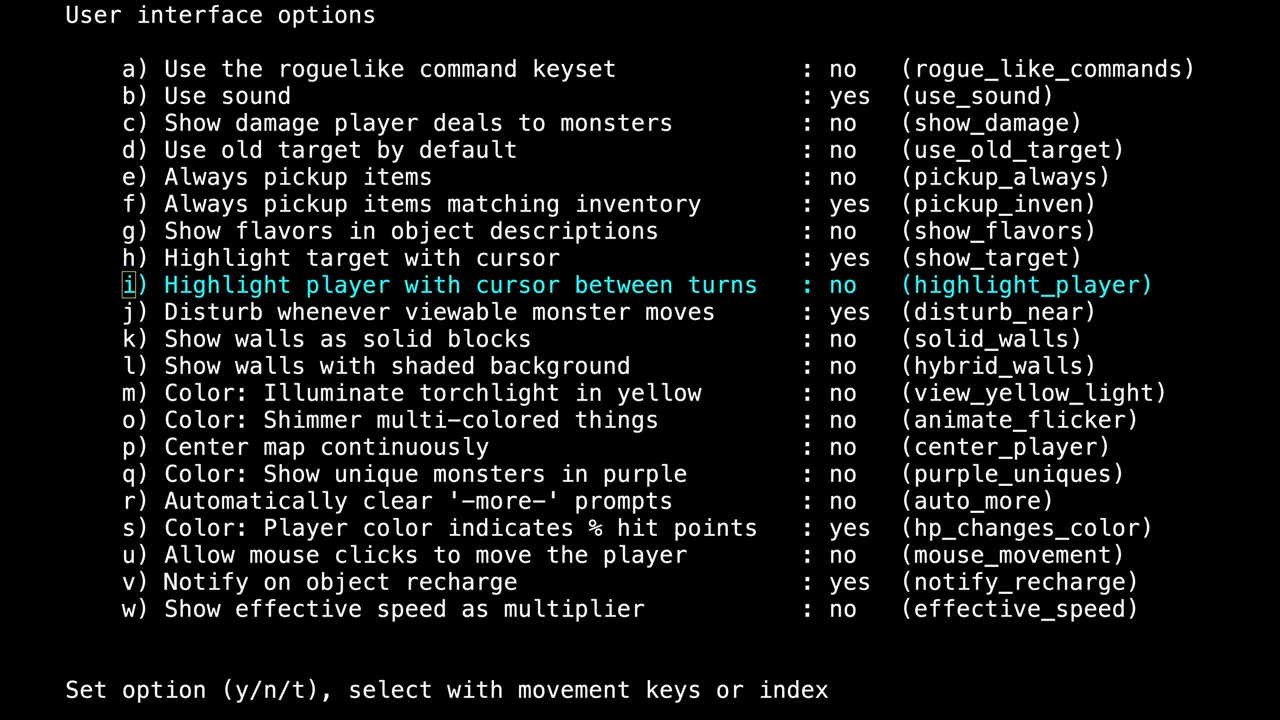 User interface options
a) Use the roguelike command keyset : no (rogue_like_commands)
b) Use sound : yes (use_sound)
c) Show damage player deals to monsters : no (show_damage)
d) Use old target by default : no (use_old_target)
e) Always pickup items : no (pickup_always)
f) Always pickup items matching inventory : yes (pickup_inven)
g) Show flavors in object descriptions : no (show_flavors)
h) Highlight target with cursor : yes (show_target)
i) Highlight player with cursor between turns : no (highlight_player)
j) Disturb whenever viewable monster moves : yes (disturb_near)
k) Show walls as solid blocks : no (solid_walls)
l) Show walls with shaded background : no (hybrid_walls)
m) Color: Illuminate torchlight in yellow : no (view_yellow_light)
o) Color: Shimmer multi-colored things : no (animate_flicker)
p) Center map continuously : no (center_player)
q) Color: Show unique monsters in purple : no (purple_uniques)
r) Automatically clear '-more-' prompts : no (auto_more)
s) Color: Player color indicates % hit points : yes (hp_changes_color)
u) Allow mouse clicks to move the player : no (mouse_movement)
v) Notify on object recharge : yes (notify_recharge)
w) Show effective speed as multiplier : no (effective_speed)
Set option (y/n/t), select with movement keys or index